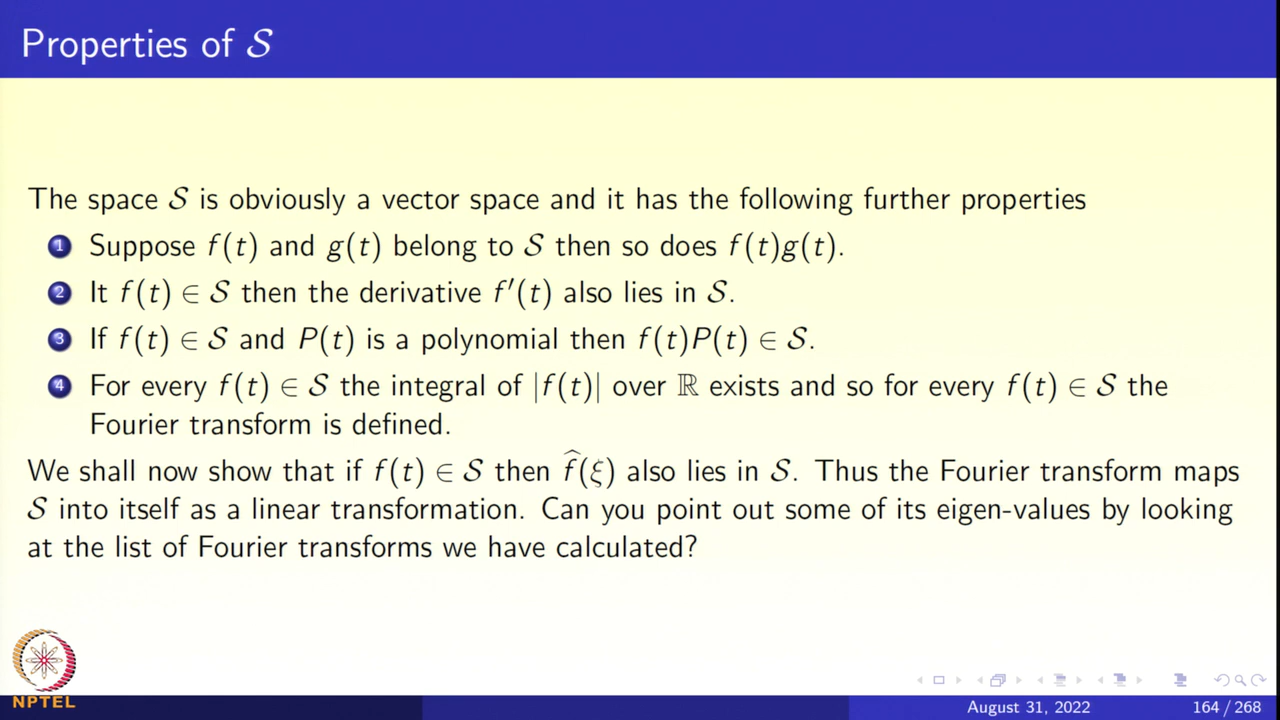 Properties of 𝒮
The space 𝒮 is obviously a vector space and it has the following further properties
1 Suppose f(t) and g(t) belong to 𝒮 then so does f(t)g(t).
2 It f(t) ∈ 𝒮 then the derivative f′(t) also lies in 𝒮.
3 If f(t) ∈ 𝒮 and P(t) is a polynomial then f(t)P(t) ∈ 𝒮.
4 For every f(t) ∈ 𝒮 the integral of |f(t)| over ℝ exists and so for every f(t) ∈ 𝒮 the
Fourier transform is defined.
We shall now show that if f(t) ∈ 𝒮 then f̂(ξ) also lies in 𝒮. Thus the Fourier transform maps
𝒮 into itself as a linear transformation. Can you point out some of its eigen-values by looking
at the list of Fourier transforms we have calculated?
NPTEL
August 31, 2022 164 / 268